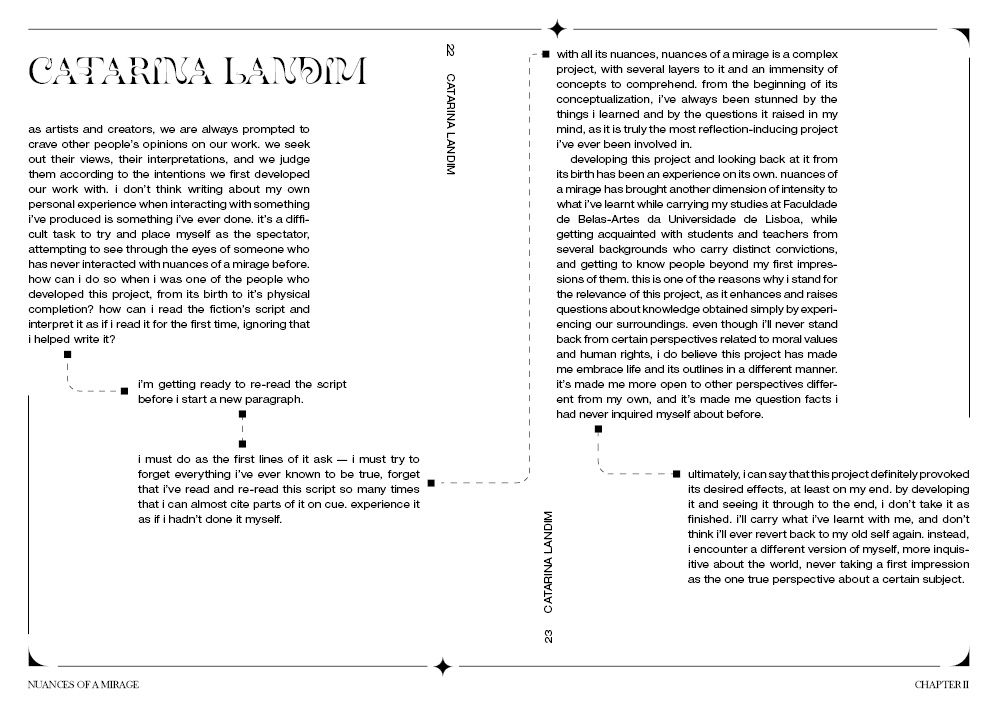 CATARINA LANDIM
as artists and creators, we are always prompted to
crave other people's opinions on our work. we seek
out their views, their interpretations, and we judge
them according to the intentions we first developed
our work with. i don't think writing about my own
personal experience when interacting with something
i've produced is something i've ever done. it's a diffi-
cult task to try and place myself as the spectator,
attempting to see through the eyes of someone who
has never interacted with nuances of a mirage before.
how can i do so when i was one of the people who
developed this project, from its birth to it's physical
completion? how can i read the fiction's script and
interpret it as if i read it for the first time, ignoring that
i helped write it?
i'm getting ready to re-read the script
before i start a new paragraph.
i must do as the first lines of it ask — i must try to
forget everything i've ever known to be true, forget
that i've read and re-read this script so many times
that i can almost cite parts of it on cue. experience it
as if i hadn't done it myself.
22 CATARINA LANDIM
with all its nuances, nuances of a mirage is a complex
project, with several layers to it and an immensity of
concepts to comprehend. from the beginning of its
conceptualization, i've always been stunned by the
things i learned and by the questions it raised in my
mind, as it is truly the most reflection-inducing project
i've ever been involved in.
developing this project and looking back at it from
its birth has been an experience on its own. nuances of
a mirage has brought another dimension of intensity to
what i've learnt while carrying my studies at Faculdade
de Belas-Artes da Universidade de Lisboa, while
getting acquainted with students and teachers from
several backgrounds who carry distinct convictions,
and getting to know people beyond my first impres-
sions of them. this is one of the reasons why i stand for
the relevance of this project, as it enhances and raises
questions about knowledge obtained simply by experi-
encing our surroundings. even though i'll never stand
back from certain perspectives related to moral values
and human rights, i do believe this project has made
me embrace life and its outlines in a different manner.
it's made me more open to other perspectives differ-
ent from my own, and it's made me question facts i
had never inquired myself about before.
ultimately, i can say that this project definitely provoked
its desired effects, at least on my end. by developing
it and seeing it through to the end, i don't take it as
finished. i'll carry what i've learnt with me, and don't
think i'll ever revert back to my old self again. instead,
i encounter a different version of myself, more inquis-
itive about the world, never taking a first impression
as the one true perspective about a certain subject.
23 CATARINA LANDIM
NUANCES OF A MIRAGE
CHAPTER II